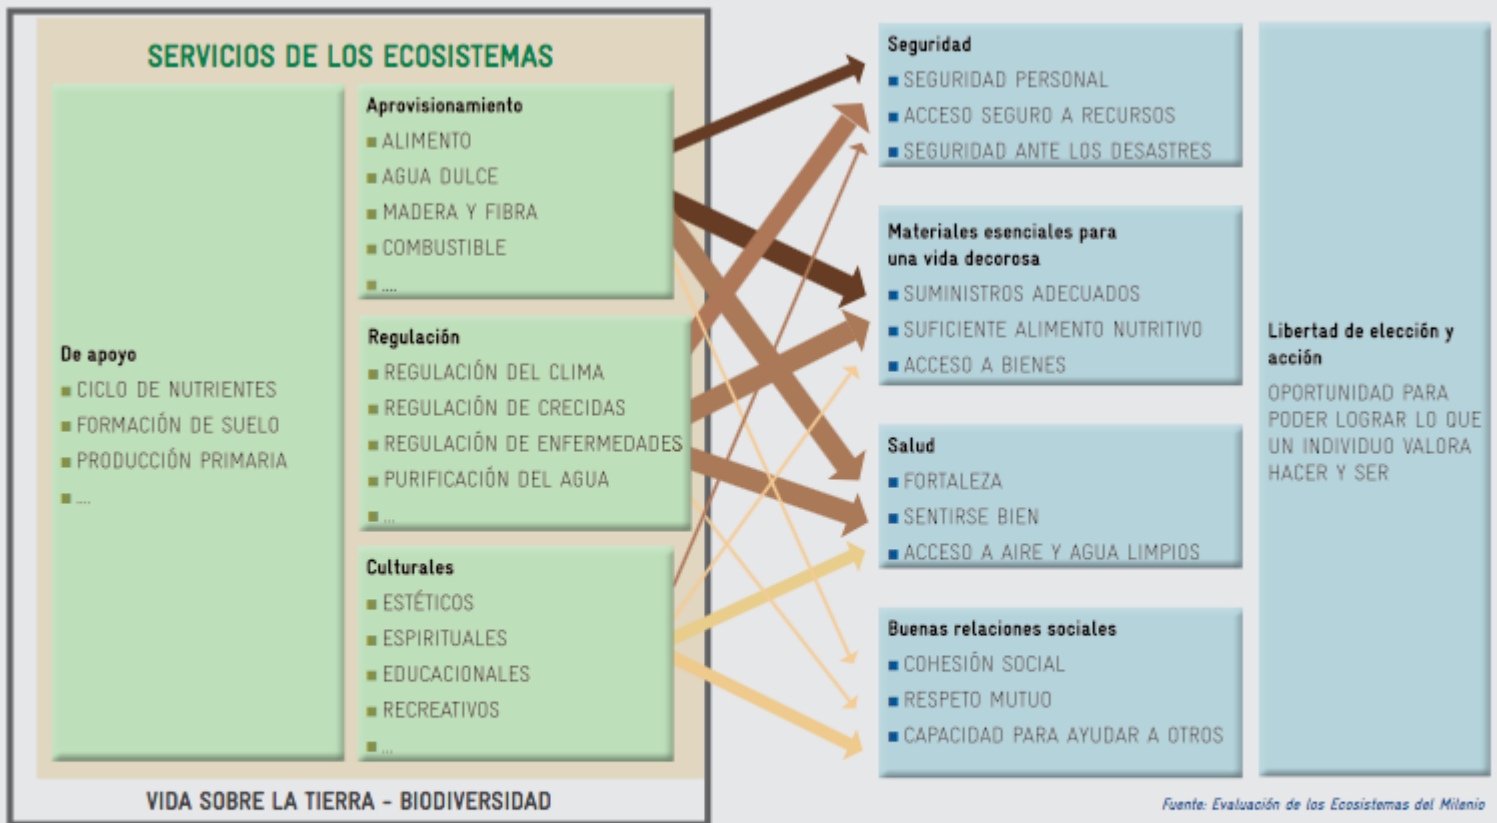 SERVICIOS DE LOS ECOSISTEMAS
De apoyo
CICLO DE NUTRIENTES
FORMACIÓN DE SUELO
PRODUCCIÓN PRIMARIA
....
Aprovisionamiento
ALIMENTO
AGUA DULCE
MADERA Y FIBRA
COMBUSTIBLE
....
Regulación
REGULACIÓN DEL CLIMA
REGULACIÓN DE CRECIDAS
REGULACIÓN DE ENFERMEDADES
PURIFICACIÓN DEL AGUA
...
Culturales
ESTÉTICOS
ESPIRITUALES
EDUCACIONALES
RECREATIVOS
...
VIDA SOBRE LA TIERRA - BIODIVERSIDAD
Seguridad
SEGURIDAD PERSONAL
ACCESO SEGURO A RECURSOS
SEGURIDAD ANTE LOS DESASTRES
Materiales esenciales para
una vida decorosa
SUMINISTROS ADECUADOS
SUFICIENTE ALIMENTO NUTRITIVO
ACCESO A BIENES
Salud
FORTALEZA
SENTIRSE BIEN
ACCESO A AIRE Y AGUA LIMPIOS
Buenas relaciones sociales
COHESIÓN SOCIAL
RESPETO MUTUO
CAPACIDAD PARA AYUDAR A OTROS
Libertad de elección y
acción
OPORTUNIDAD PARA
PODER LOGRAR LO QUE
UN INDIVIDUO VALORA
HACER Y SER
Fuente: Evaluación de los Ecosistemas del Milenio